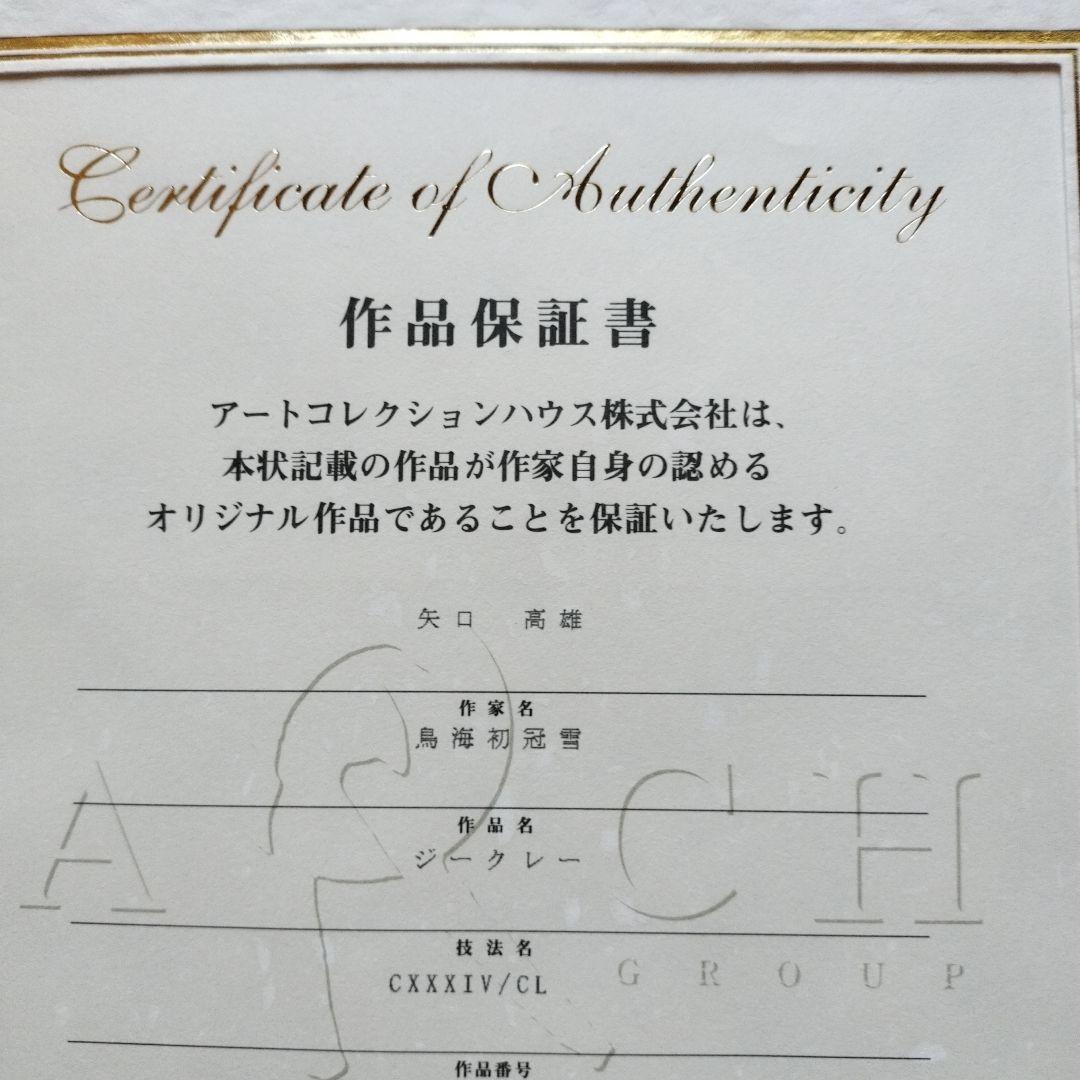 Certificate of Authenticity
作品保証書
アートコレクションハウス株式会社は、
本状記載の作品が作家自身の認める
オリジナル作品であることを保証いたします。
矢口 高雄
作家名
鳥海初冠雪
作品名
ジークレー
技法名
CXXXIV/CL
作品番号
ARCH
GROUP